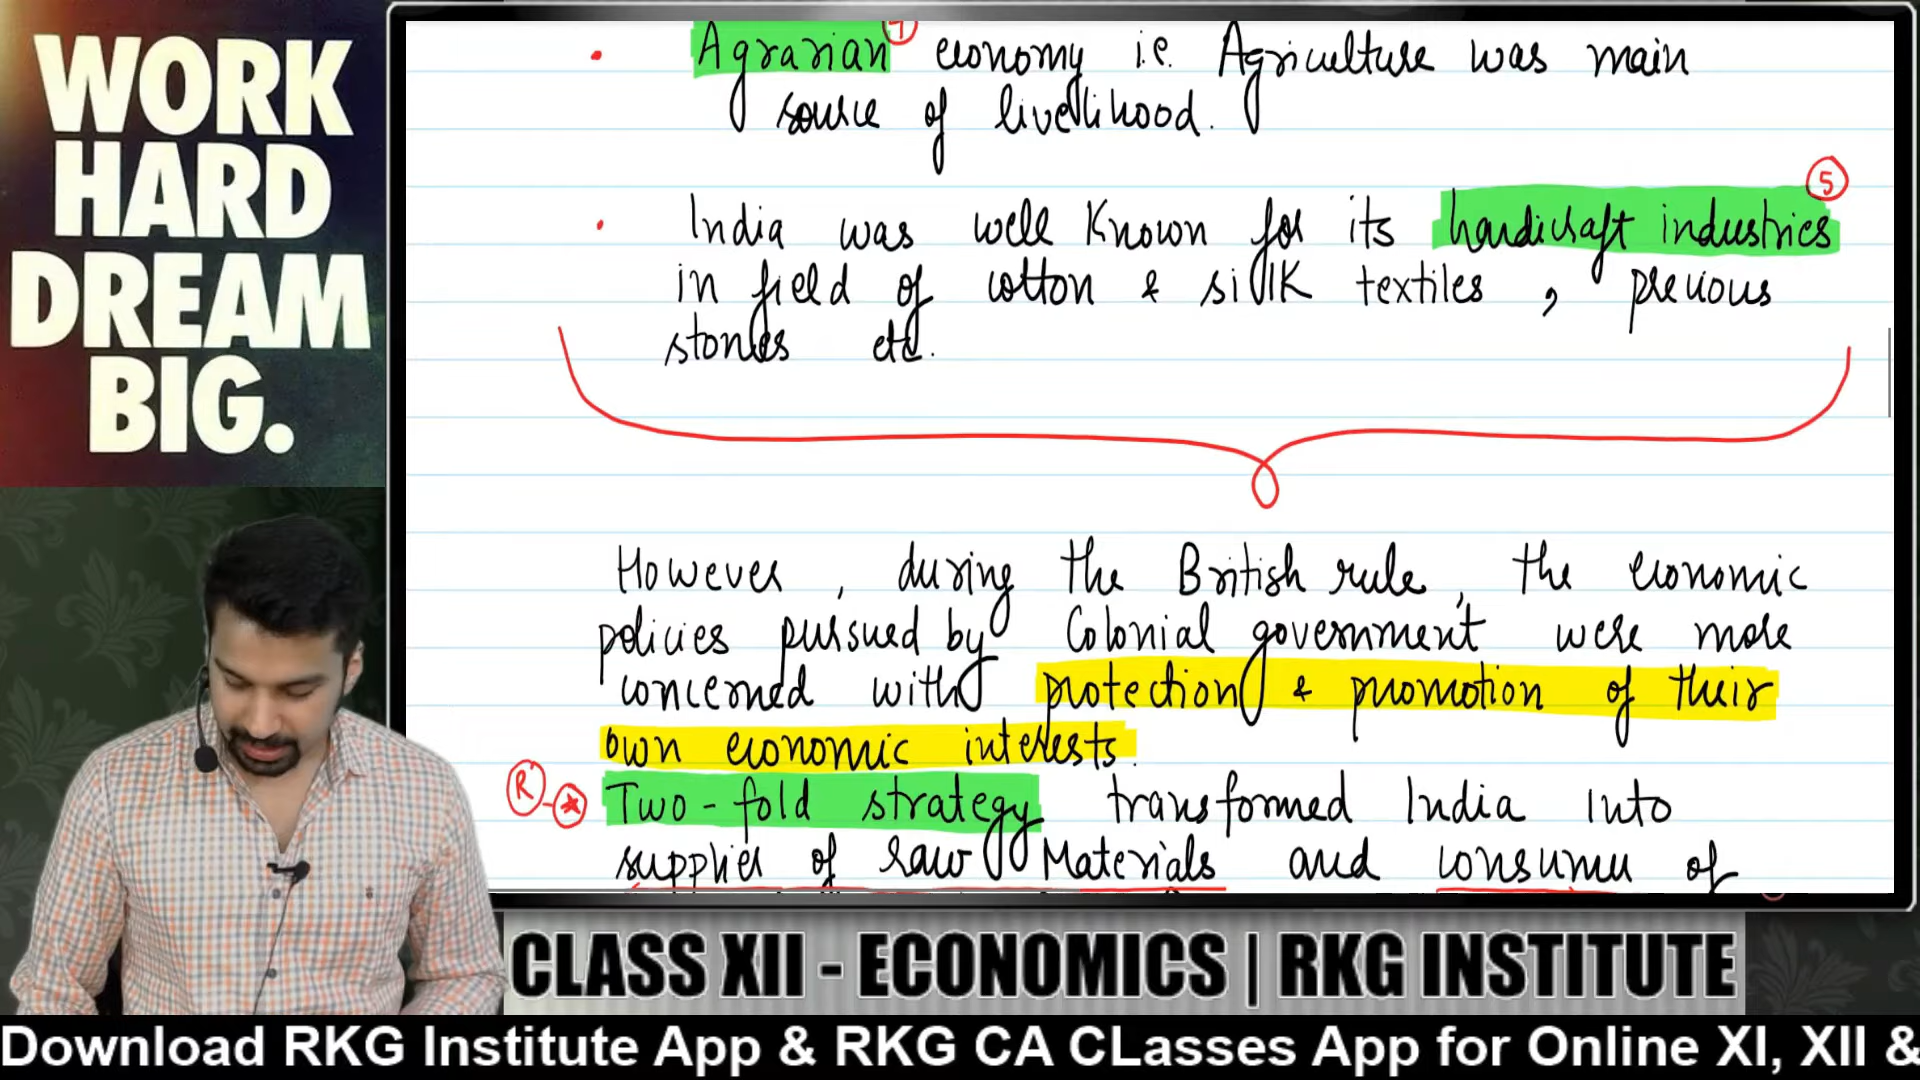 WORK
HARD
DREAM
BIG.
Agrarian economy i.e. Agriculture was main
source of livelihood.
5
India was well known for its handicraft industries
in field of cotton & silk textiles, precious
stones etc.
However, during the British rule, the economic
policies pursued by Colonial government were more
concerned with protection & promotion of their
own economic interests.
R - ★ Two-fold strategy transformed India into
supplier of raw Materials and consumer of
CLASS XII - ECONOMICS | RKG INSTITUTE
Download RKG Institute App & RKG CA CLasses App for Online XI, XII &